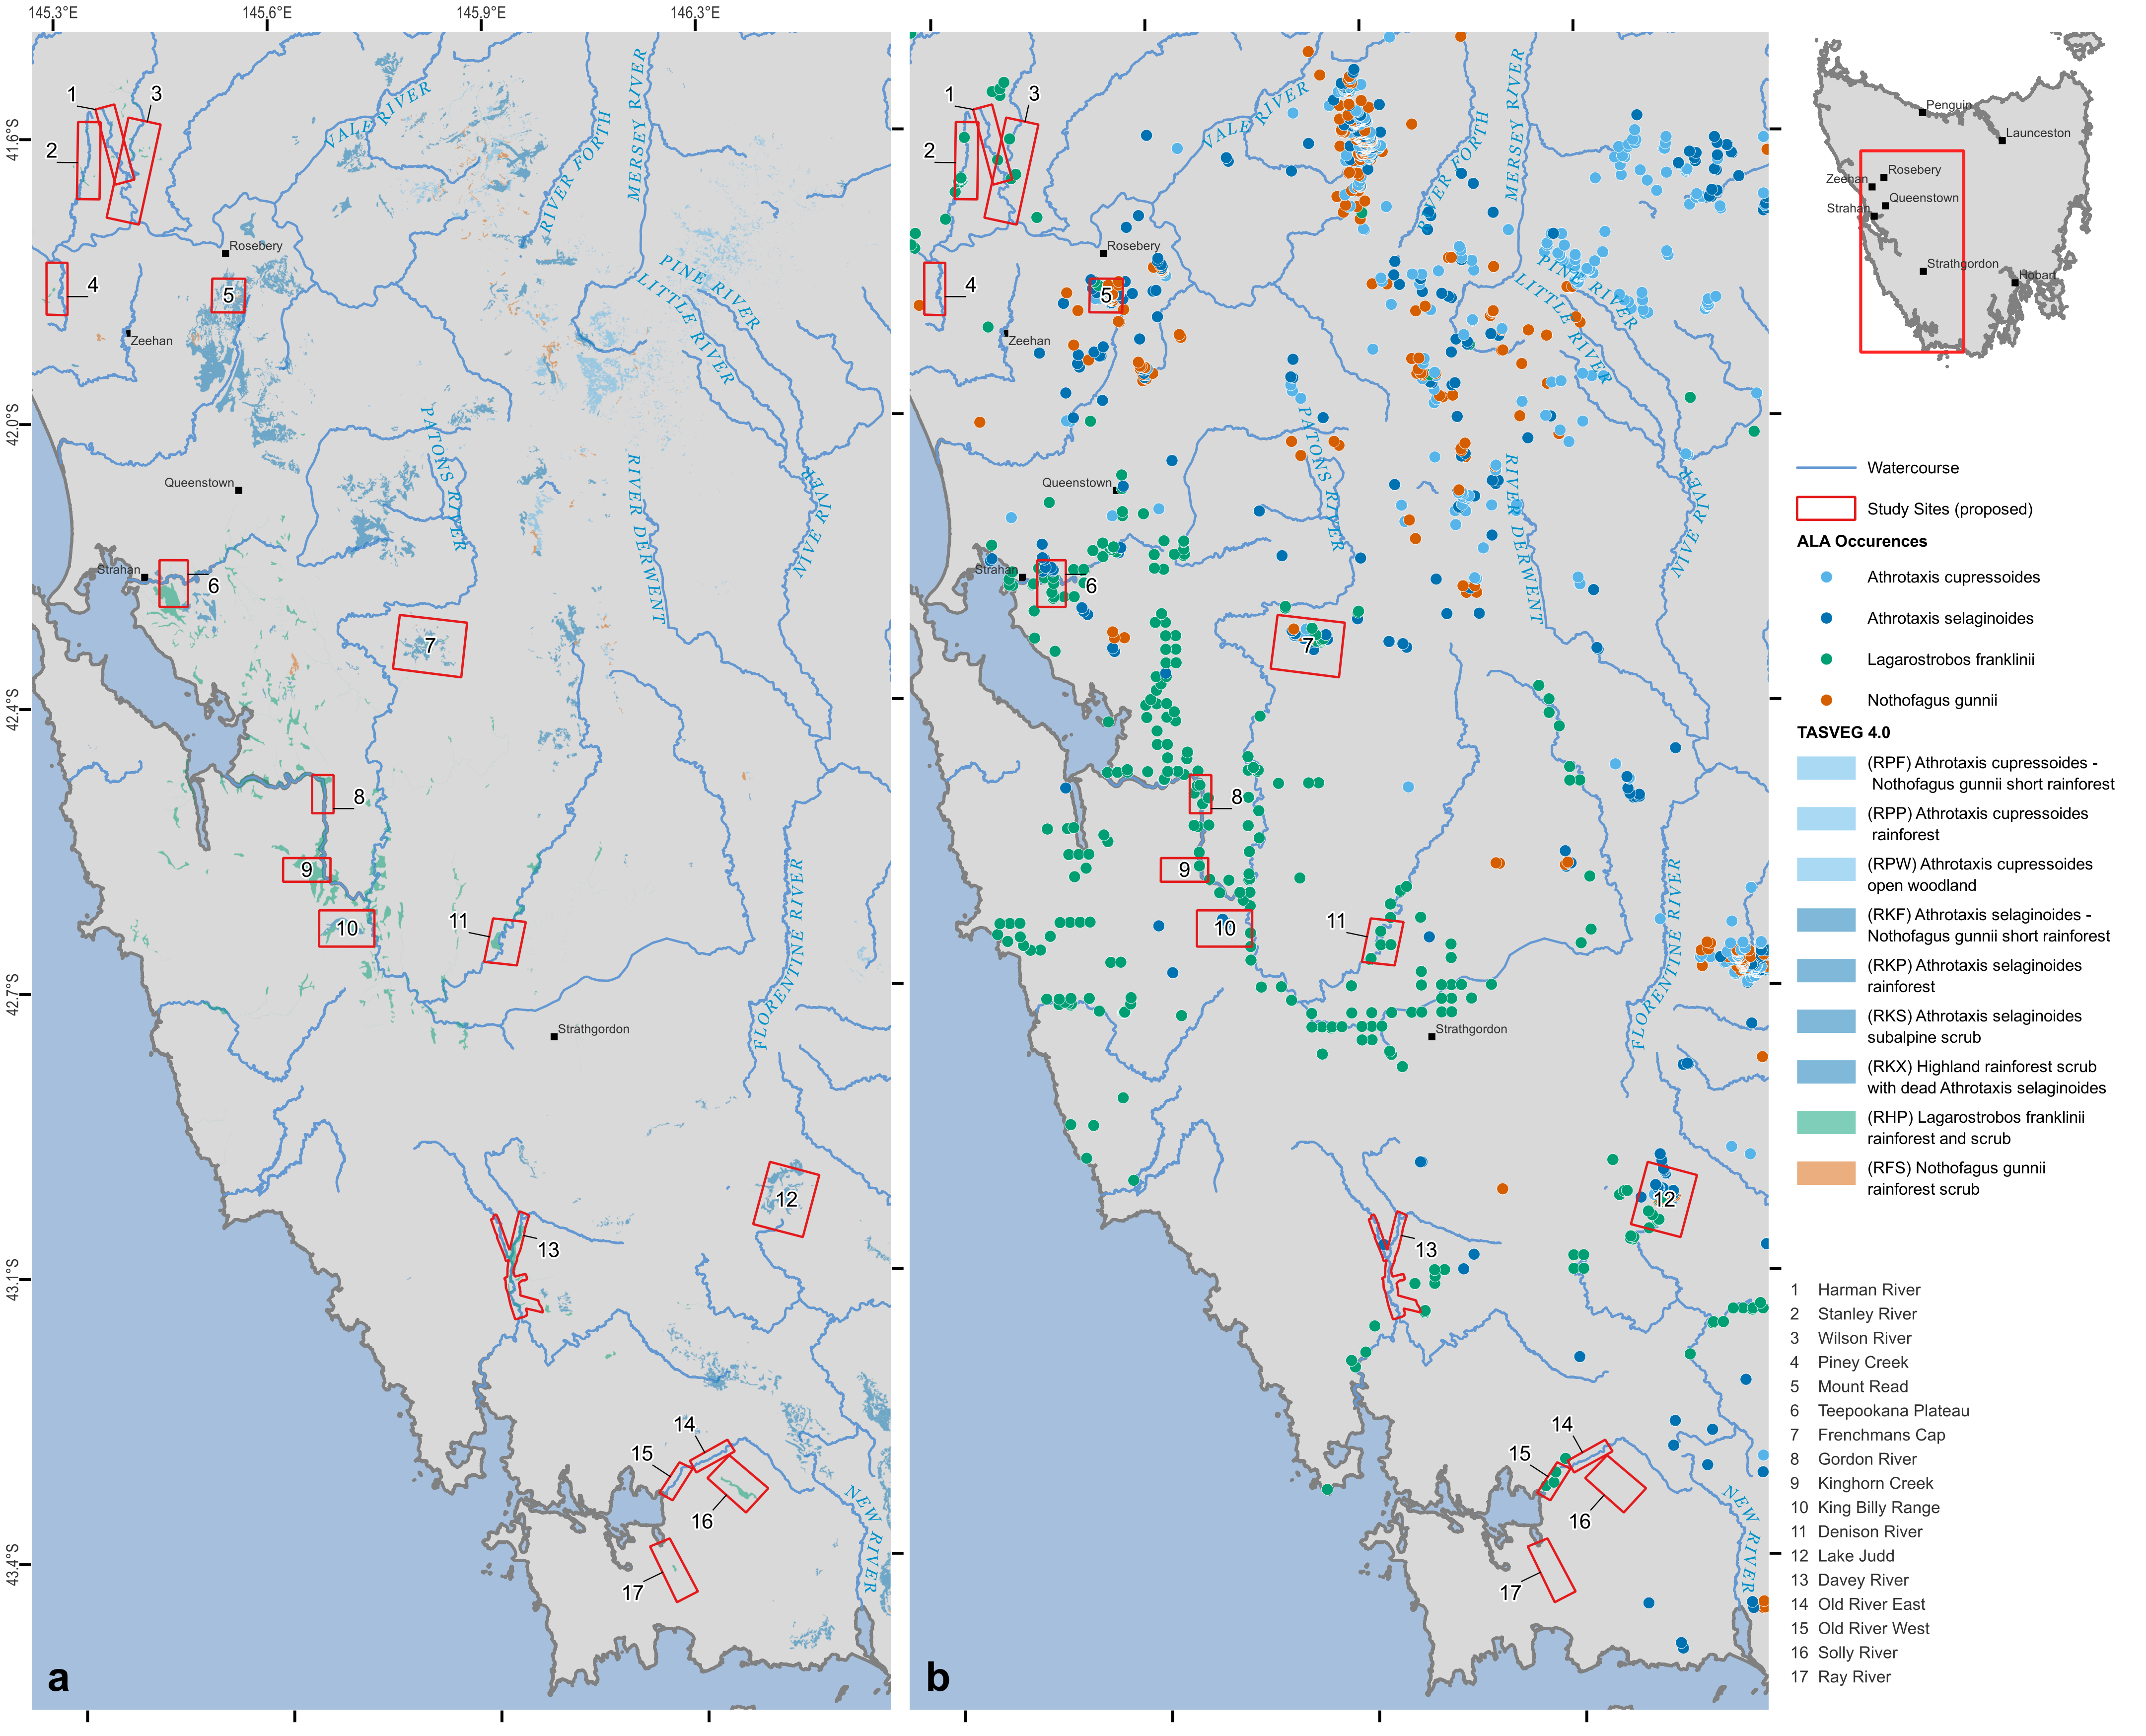 145.3°E 145.6°E 145.9°E 146.3°E
41.6°S
42.0°S
42.4°S
42.7°S
43.1°S
43.4°S
1
3
2
VALE RIVER
RIVER FORTH
MERSEY RIVER
Rosebery
4
5
PINE RIVER
LITTLE RIVER
Zeehan
PATONS RIVER
RIVER DERWENT
NIVE RIVER
Queenstown
Strahan
6
7
8
9
10
11
FLORENTINE RIVER
Strathgordon
12
13
14
15
16
17
NEW RIVER
a
1
3
2
VALE RIVER
RIVER FORTH
MERSEY RIVER
Rosebery
4
5
PINE RIVER
LITTLE RIVER
Zeehan
PATONS RIVER
RIVER DERWENT
NIVE RIVER
Queenstown
Strahan
6
7
8
9
10
11
FLORENTINE RIVER
Strathgordon
12
13
14
15
16
17
NEW RIVER
b
Penguin
Launceston
Rosebery
Zeehan
Queenstown
Strahan
Strathgordon
Hobart
Watercourse
Study Sites (proposed)
ALA Occurences
Athrotaxis cupressoides
Athrotaxis selaginoides
Lagarostrobos franklinii
Nothofagus gunnii
TASVEG 4.0
(RPF) Athrotaxis cupressoides -
Nothofagus gunnii short rainforest
(RPP) Athrotaxis cupressoides
rainforest
(RPW) Athrotaxis cupressoides
open woodland
(RKF) Athrotaxis selaginoides -
Nothofagus gunnii short rainforest
(RKP) Athrotaxis selaginoides
rainforest
(RKS) Athrotaxis selaginoides
subalpine scrub
(RKX) Highland rainforest scrub
with dead Athrotaxis selaginoides
(RHP) Lagarostrobos franklinii
rainforest and scrub
(RFS) Nothofagus gunnii
rainforest scrub
1 Harman River
2 Stanley River
3 Wilson River
4 Piney Creek
5 Mount Read
6 Teepookana Plateau
7 Frenchmans Cap
8 Gordon River
9 Kinghorn Creek
10 King Billy Range
11 Denison River
12 Lake Judd
13 Davey River
14 Old River East
15 Old River West
16 Solly River
17 Ray River